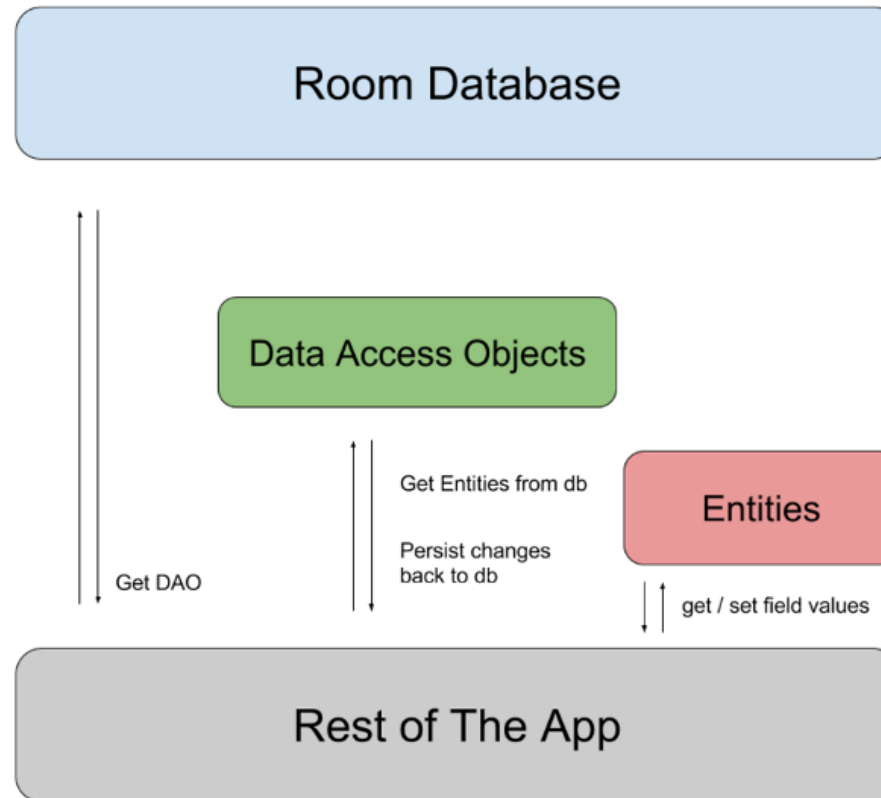 Room Database
Data Access Objects
Get Entities from db
Entities
Persist changes
back to db
Get DAO
get / set field values
Rest of The App